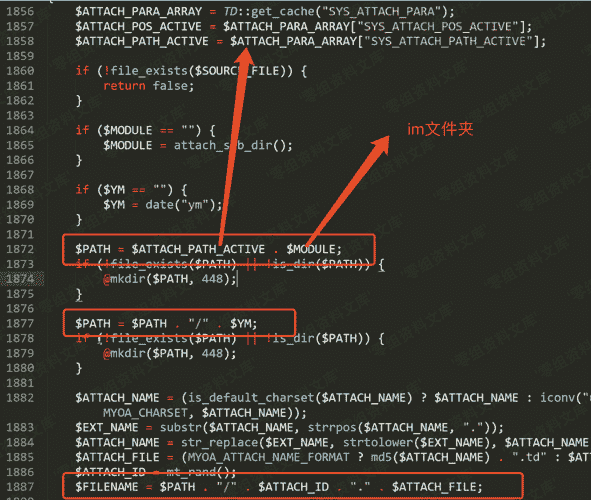 1856 $ATTACH_PARA_ARRAY = TD::get_cache("SYS_ATTACH_PARA");
1857 $ATTACH_POS_ACTIVE = $ATTACH_PARA_ARRAY["SYS_ATTACH_POS_ACTIVE"];
1858 $ATTACH_PATH_ACTIVE = $ATTACH_PARA_ARRAY["SYS_ATTACH_PATH_ACTIVE"];
1859
1860 if (!file_exists($SOURCE_FILE)) {
1861 return false;
1862 }
1863
im文件夹
1864 if ($MODULE == "") {
1865 $MODULE = attach_sub_dir();
1866 }
1867
1868 if ($YM == "") {
1869 $YM = date("ym");
1870 }
1871
1872 $PATH = $ATTACH_PATH_ACTIVE . $MODULE;
1873 if (!file_exists($PATH) || !is_dir($PATH)) {
1874 @mkdir($PATH, 448);
1875 }
1876
1877 $PATH = $PATH . "/" . $YM;
1878 if (!file_exists($PATH) || !is_dir($PATH)) {
1879 @mkdir($PATH, 448);
1880 }
1881
1882 $ATTACH_NAME = (is_default_charset($ATTACH_NAME) ? $ATTACH_NAME : iconv("
MYOA_CHARSET, $ATTACH_NAME));
1883 $EXT_NAME = substr($ATTACH_NAME, strrpos($ATTACH_NAME, "."));
1884 $ATTACH_NAME = str_replace($EXT_NAME, strtolower($EXT_NAME), $ATTACH_NAME
1885 $ATTACH_FILE = (MYOA_ATTACH_NAME_FORMAT ? md5($ATTACH_NAME) . ".td" : $A
1886 $ATTACH_ID = mt_rand();
1887 $FILENAME = $PATH . "/" . $ATTACH_ID . "." . $ATTACH_FILE;